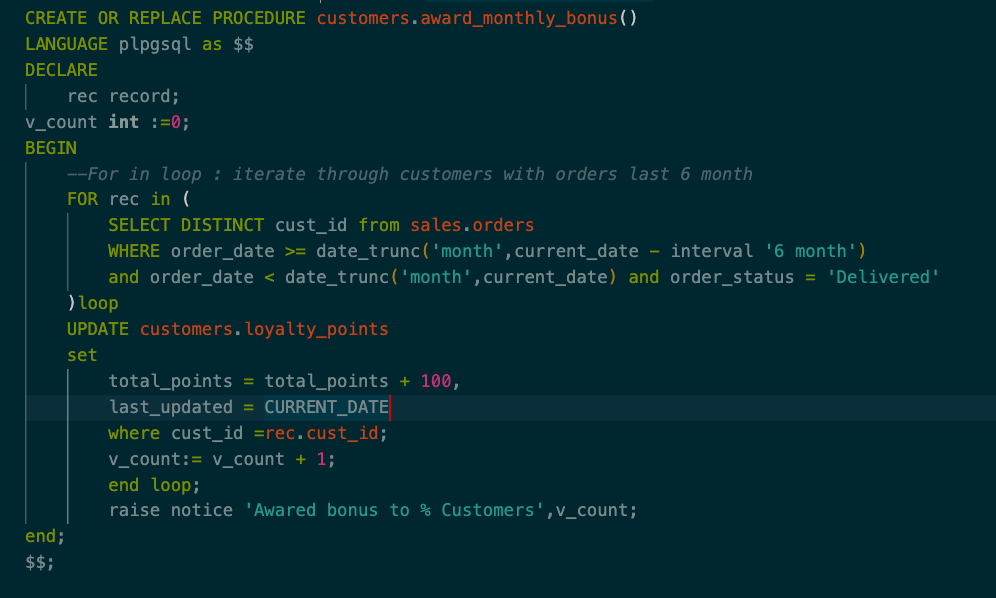 CREATE OR REPLACE PROCEDURE customers.award_monthly_bonus()
LANGUAGE plpgsql as $$
DECLARE
    rec record;
v_count int :=0;
BEGIN
    --For in loop : iterate through customers with orders last 6 month
    FOR rec in (
        SELECT DISTINCT cust_id from sales.orders
        WHERE order_date >= date_trunc('month',current_date - interval '6 month')
        and order_date < date_trunc('month',current_date) and order_status = 'Delivered'
    )loop
    UPDATE customers.loyalty_points
    set
        total_points = total_points + 100,
        last_updated = CURRENT_DATE
        where cust_id =rec.cust_id;
        v_count:= v_count + 1;
        end loop;
        raise notice 'Awared bonus to % Customers',v_count;
end;
$$;